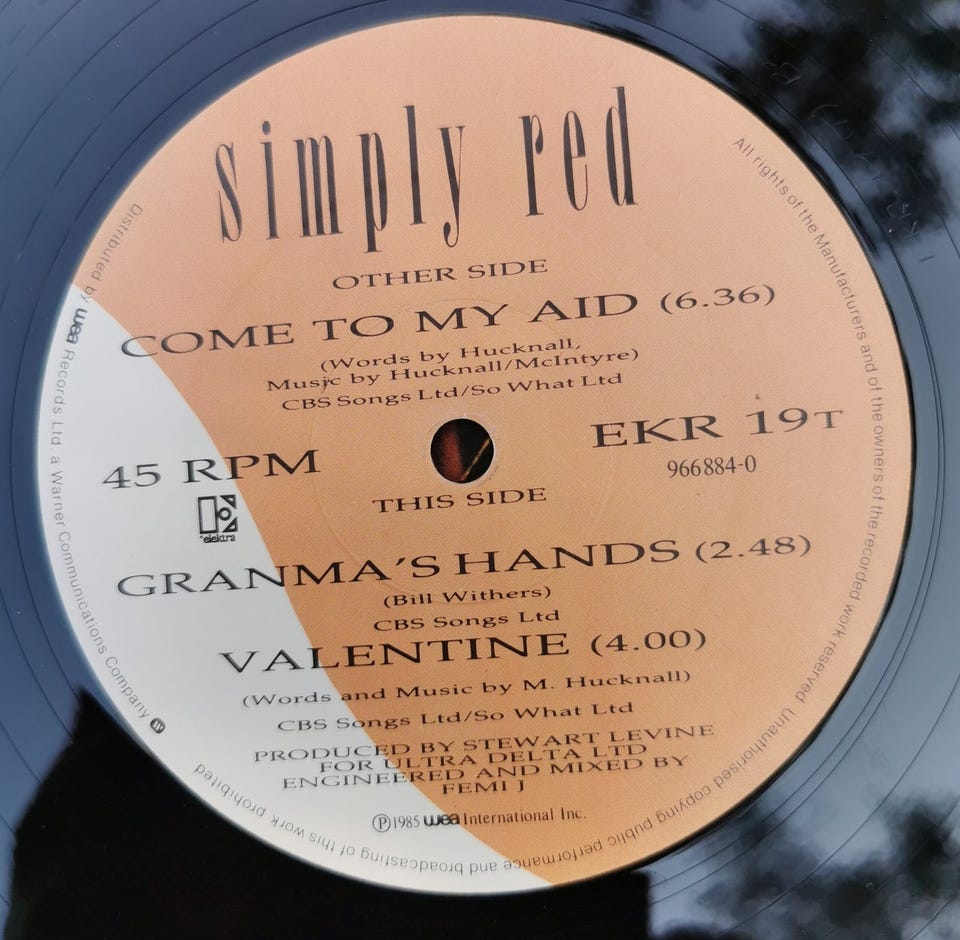 simply red
OTHER SIDE
COME TO MY AID (6.36)
(Words by Hucknall,
Music by Hucknall/McIntyre)
CBS Songs Ltd/So What Ltd
45 RPM
EKR 19T
966884-0
elektra
THIS SIDE
GRANMA'S HANDS (2.48)
(Bill Withers)
CBS Songs Ltd
VALENTINE (4.00)
(Words and Music by M. Hucknall)
CBS Songs Ltd/So What Ltd
PRODUCED BY STEWART LEVINE
FOR ULTRA DELTA LTD
ENGINEERED AND MIXED BY
FEMI J
Ⓟ1985 wea International Inc.
Distributed by wea Records Ltd. a Warner Communications Company
All rights of the Manufacturers and of the owners of the recorded work reserved. Unauthorised copying public performance and broadcasting of this work prohibited